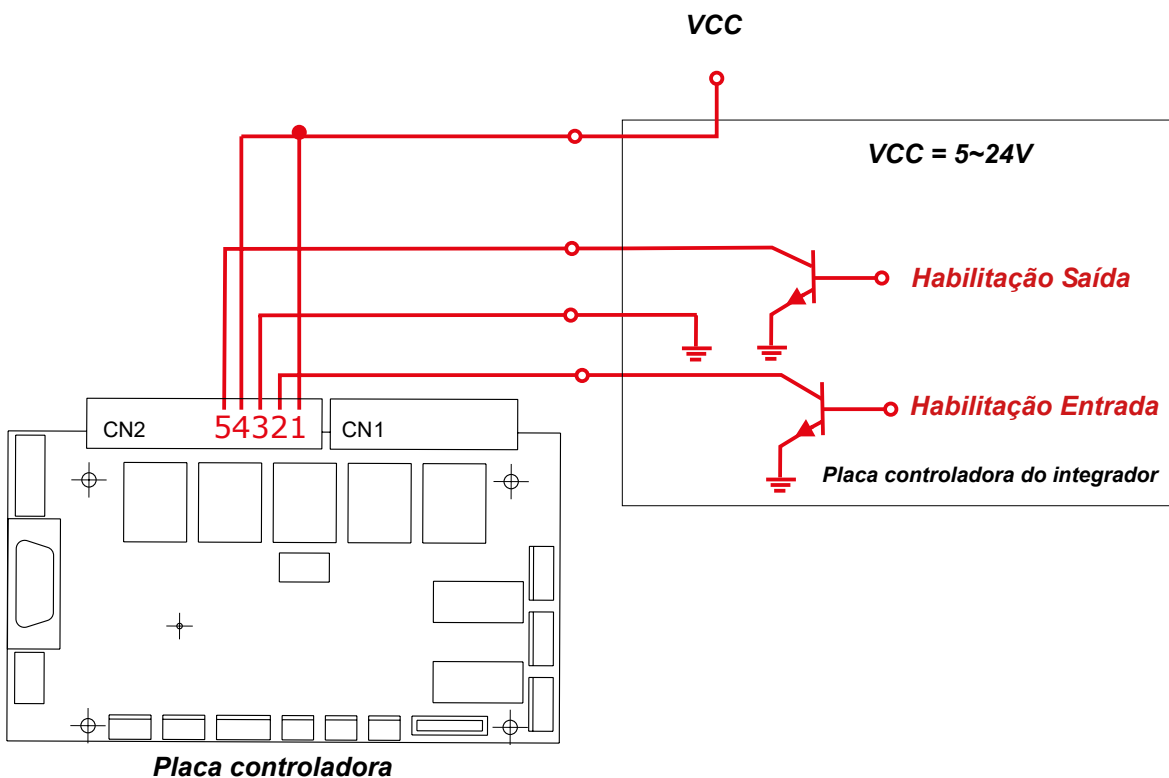 VCC
VCC = 5~24V
Habilitação Saída
Habilitação Entrada
CN2 54321 CN1
Placa controladora do integrador
Placa controladora